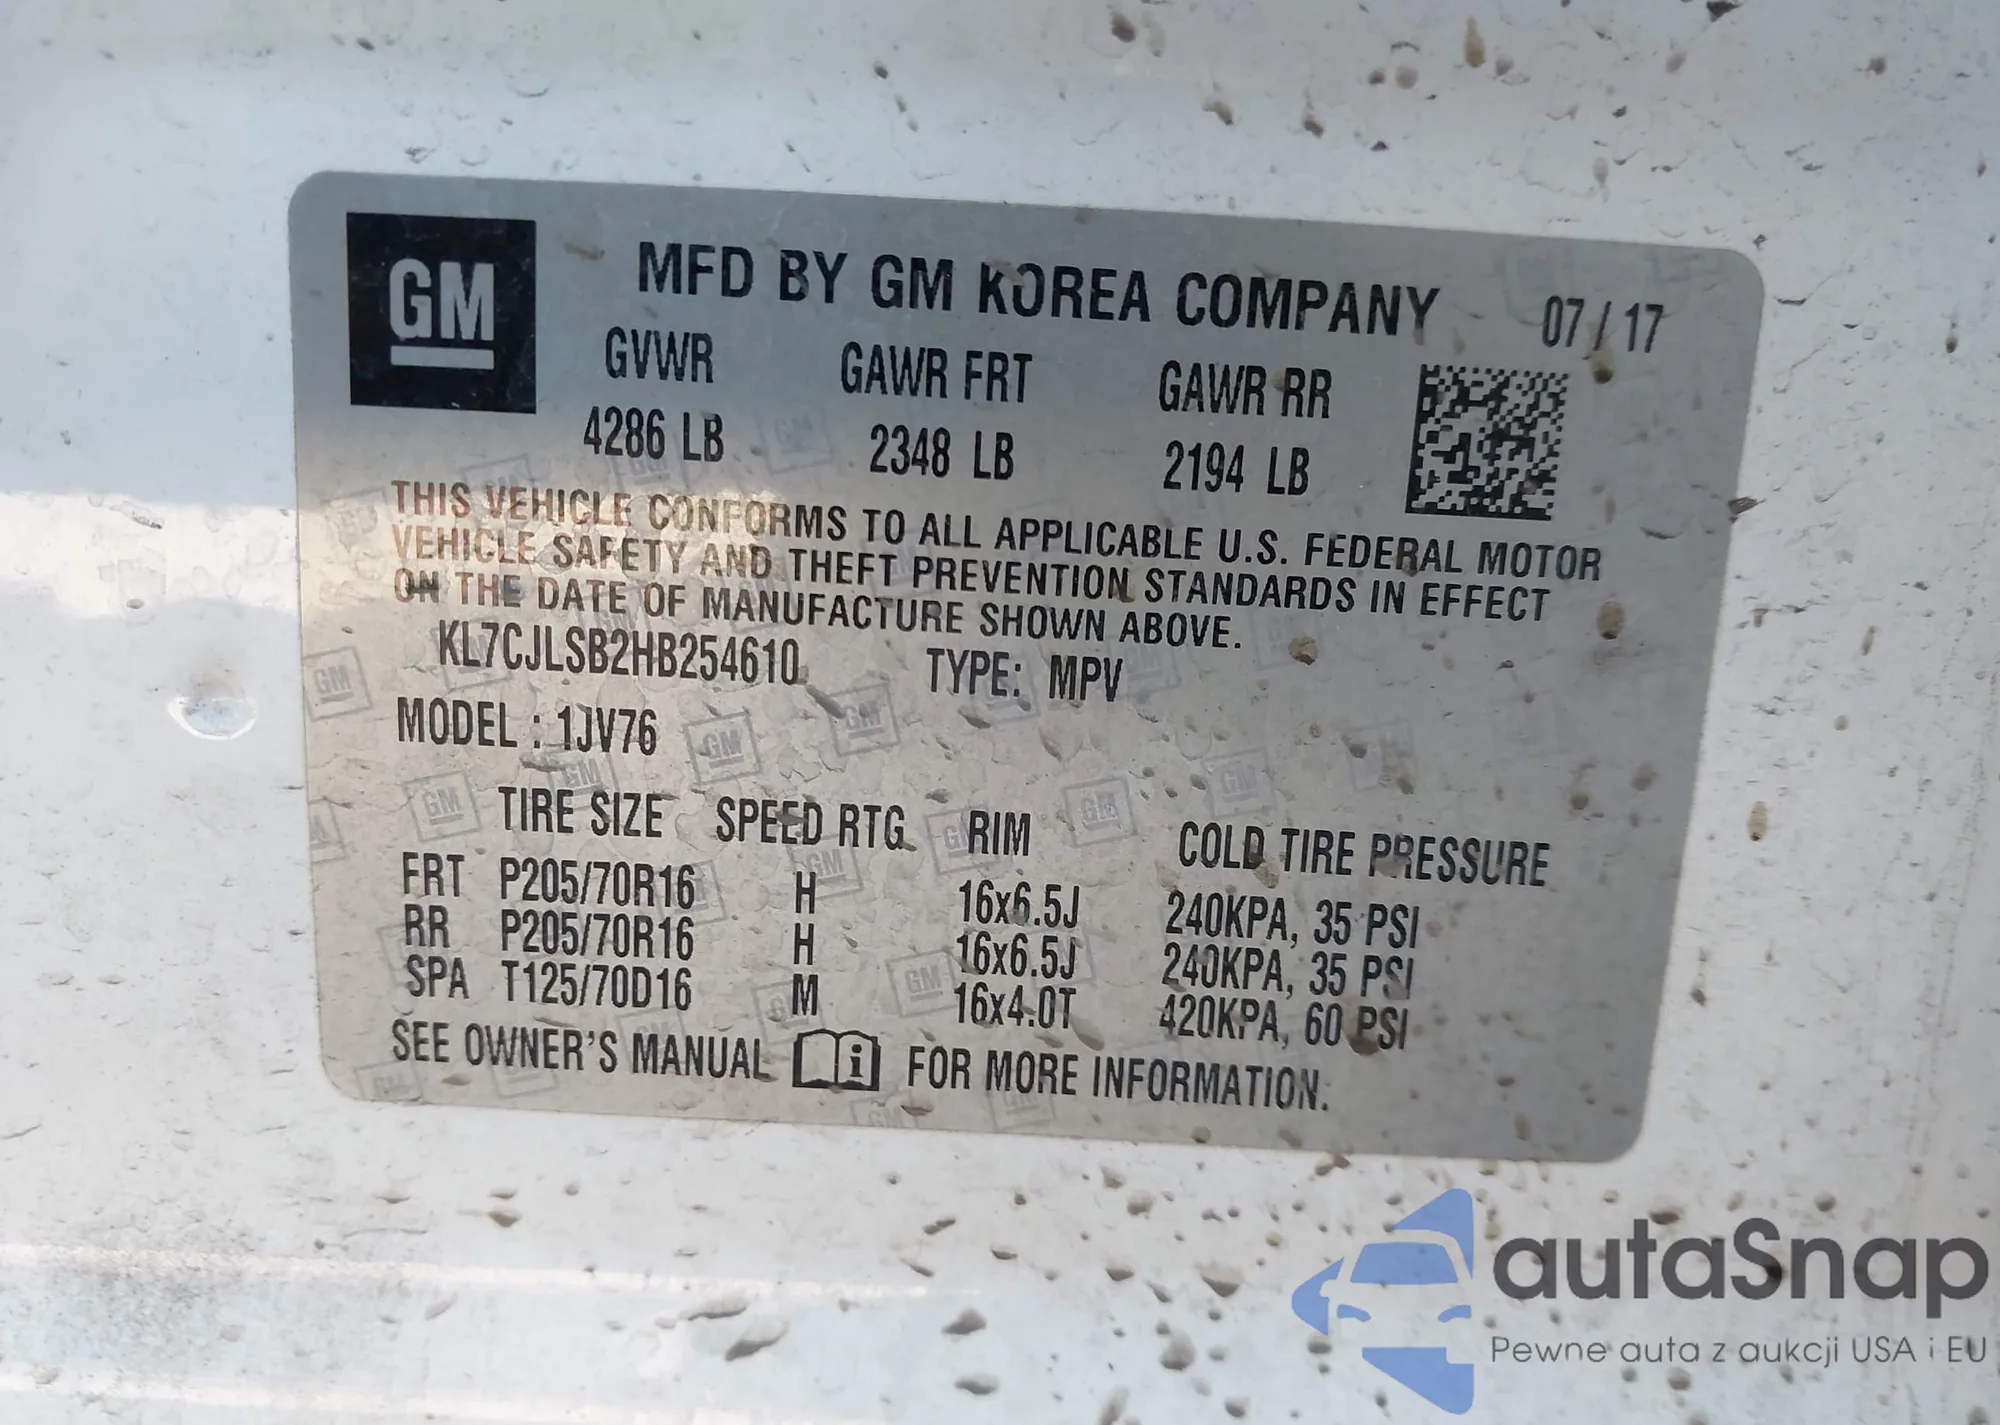 GM
MFD BY GM KOREA COMPANY 07 / 17
GVWR GAWR FRT GAWR RR
4286 LB 2348 LB 2194 LB
THIS VEHICLE CONFORMS TO ALL APPLICABLE U.S. FEDERAL MOTOR
VEHICLE SAFETY AND THEFT PREVENTION STANDARDS IN EFFECT
ON THE DATE OF MANUFACTURE SHOWN ABOVE.
KL7CJLSB2HB254610 TYPE: MPV
MODEL : 1JV76
TIRE SIZE SPEED RTG RIM COLD TIRE PRESSURE
FRT P205/70R16 H 16x6.5J 240KPA, 35 PSI
RR P205/70R16 H 16x6.5J 240KPA, 35 PSI
SPA T125/70D16 M 16x4.0T 420KPA, 60 PSI
SEE OWNER'S MANUAL i FOR MORE INFORMATION.
autaSnap
Pewne auta z aukcji USA i EU